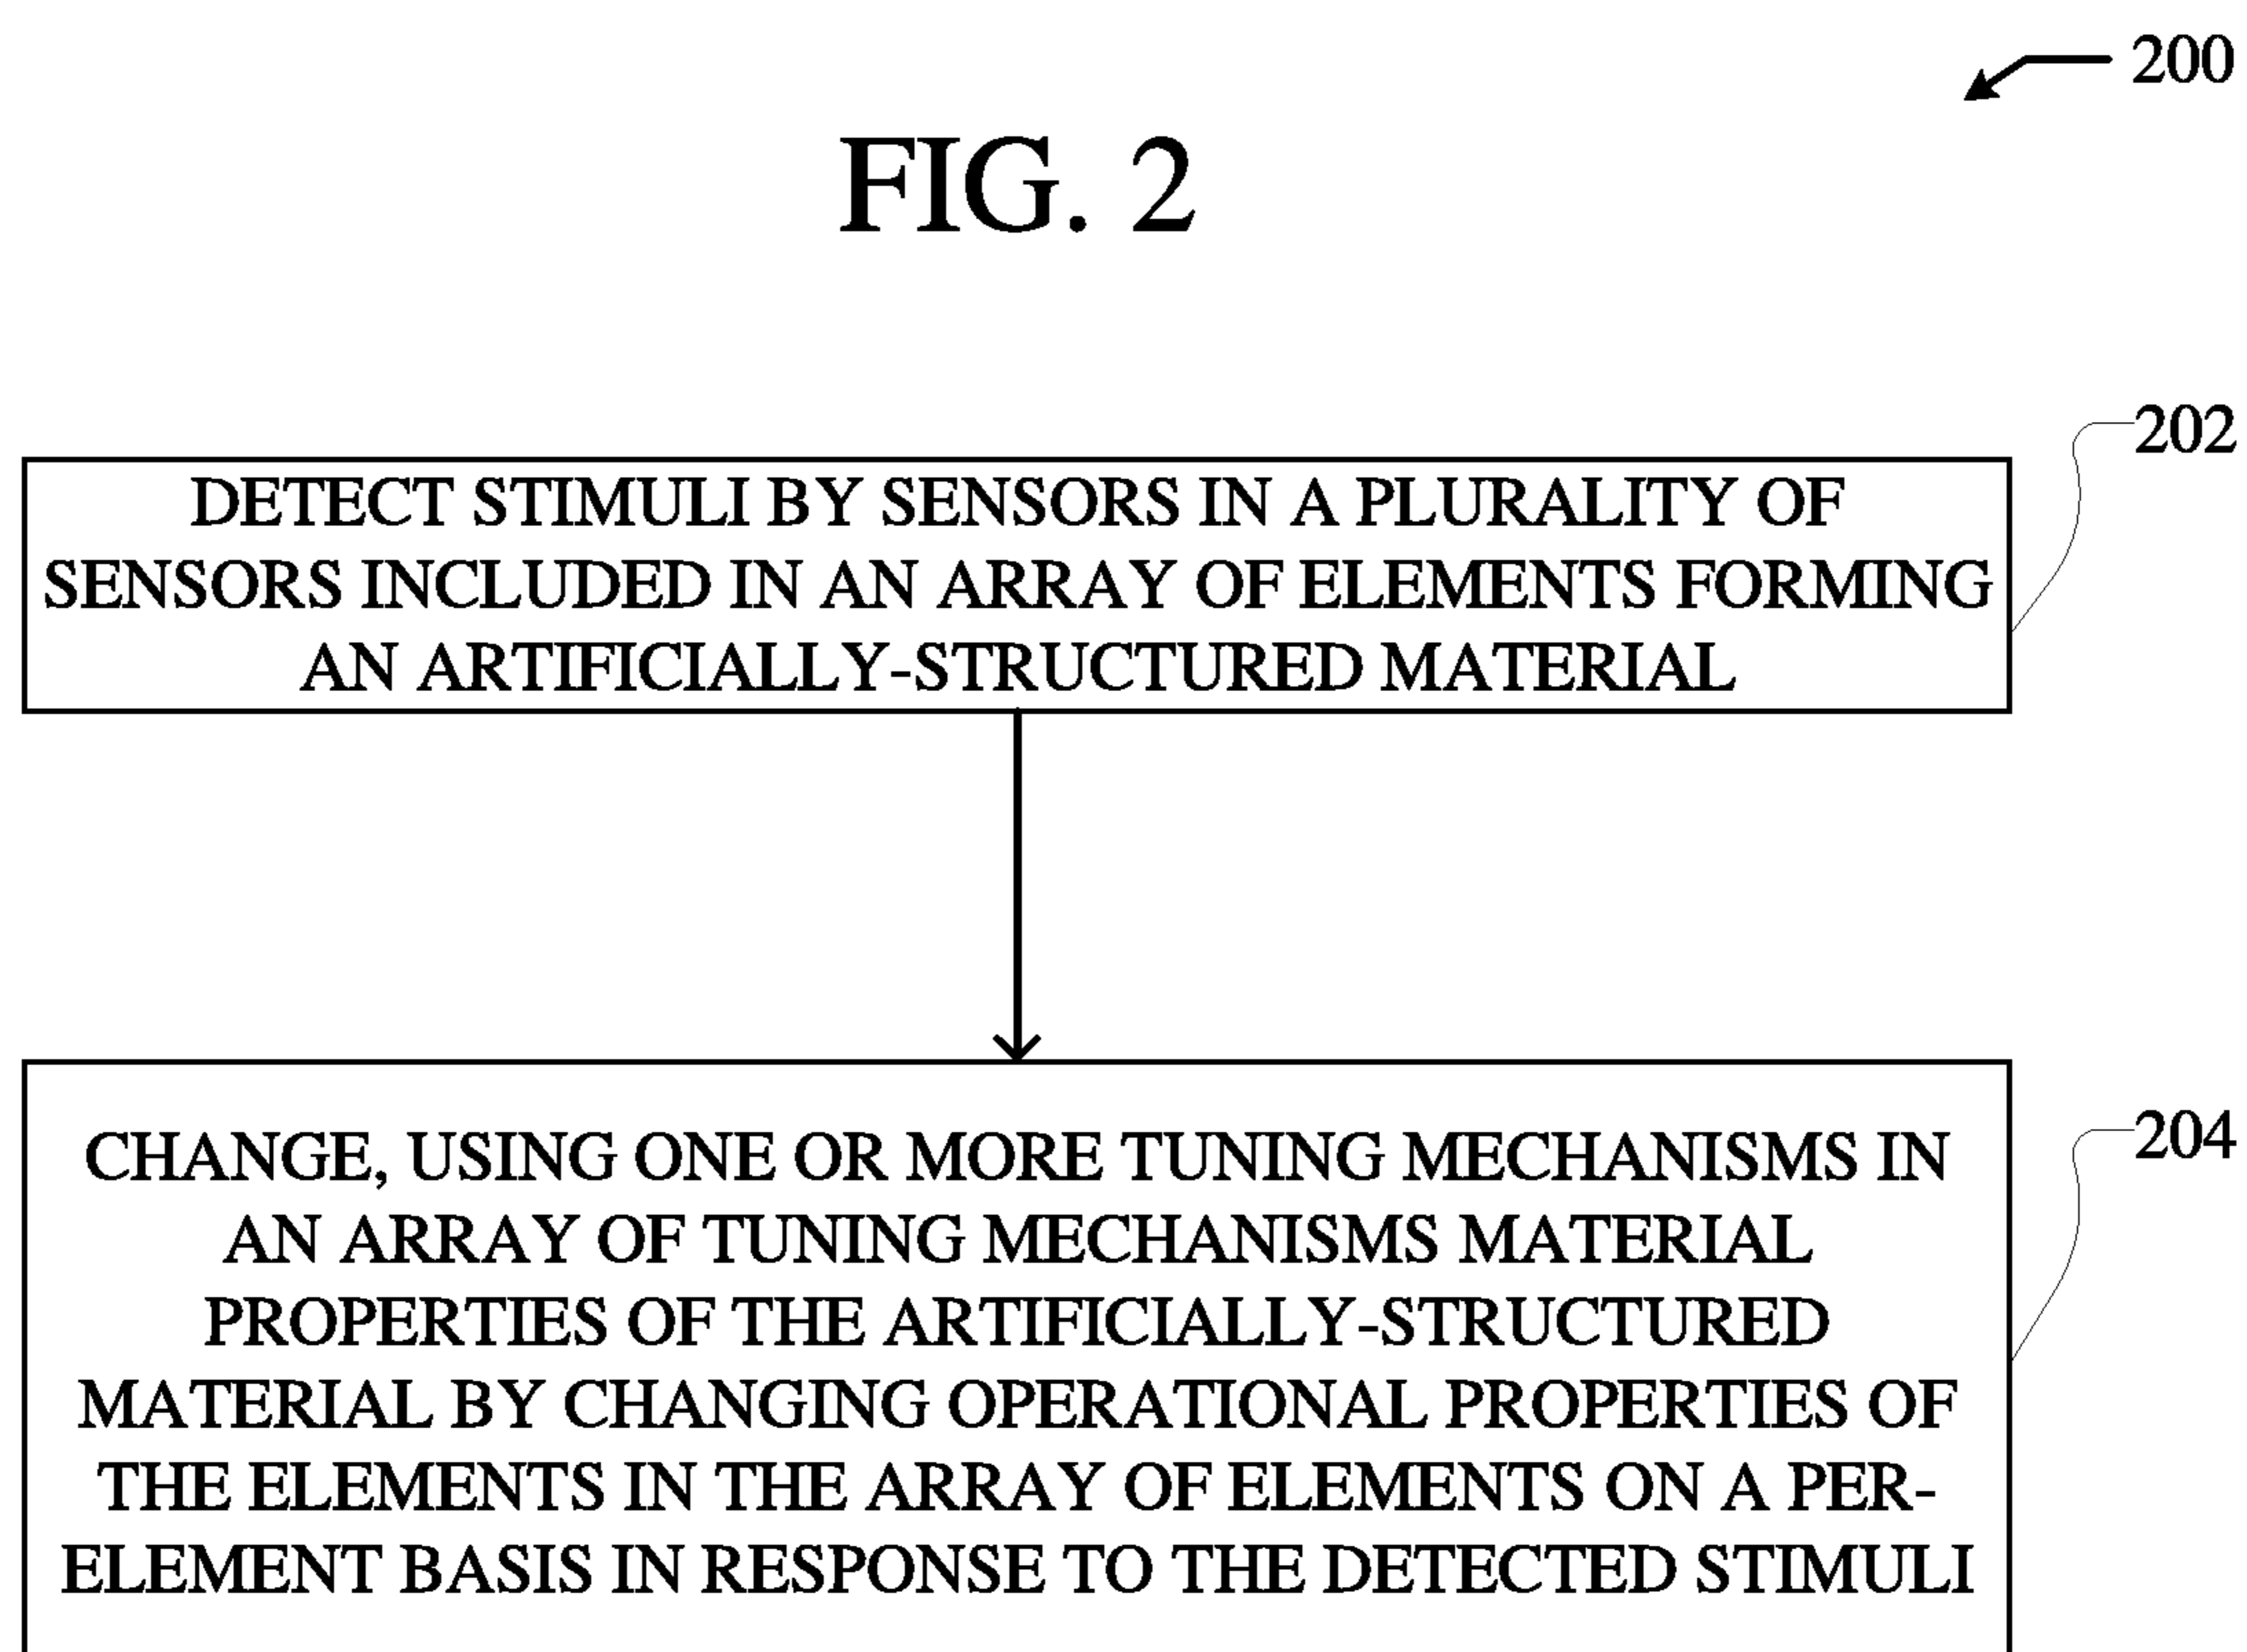 200
FIG. 2
202
DETECT STIMULI BY SENSORS IN A PLURALITY OF
SENSORS INCLUDED IN AN ARRAY OF ELEMENTS FORMING
AN ARTIFICIALLY-STRUCTURED MATERIAL
204
CHANGE, USING ONE OR MORE TUNING MECHANISMS IN
AN ARRAY OF TUNING MECHANISMS MATERIAL
PROPERTIES OF THE ARTIFICIALLY-STRUCTURED
MATERIAL BY CHANGING OPERATIONAL PROPERTIES OF
THE ELEMENTS IN THE ARRAY OF ELEMENTS ON A PER-
ELEMENT BASIS IN RESPONSE TO THE DETECTED STIMULI